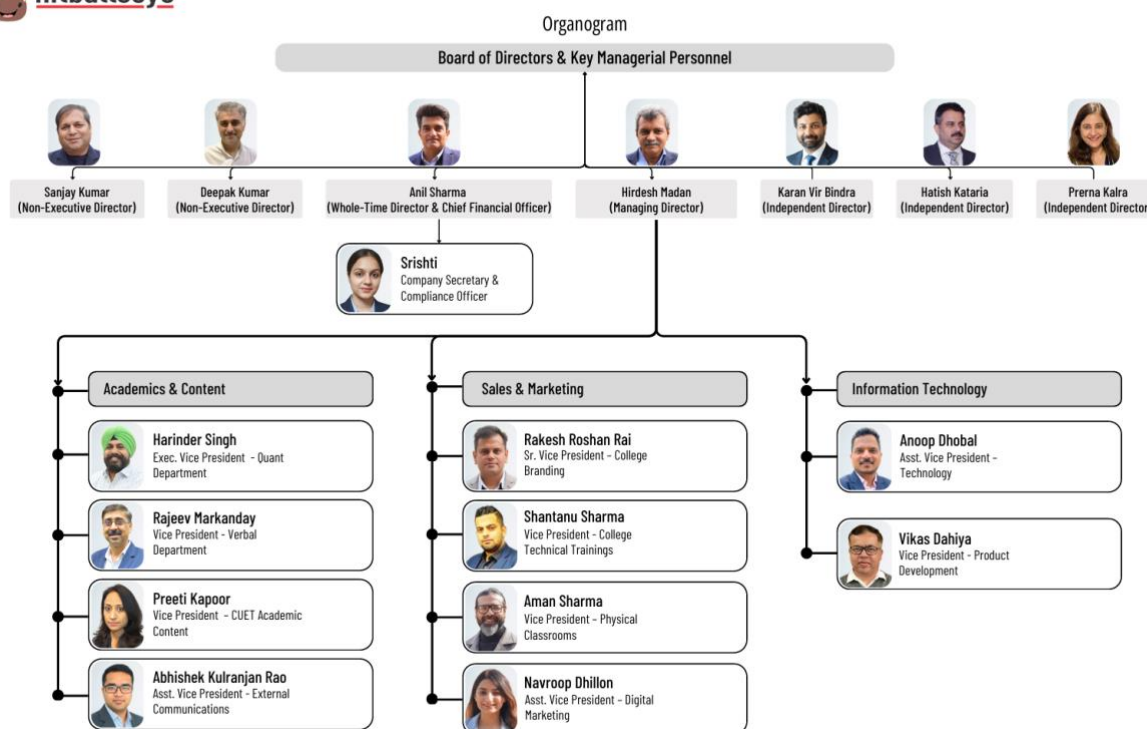 Organogram
Board of Directors & Key Managerial Personnel
Sanjay Kumar
(Non-Executive Director)
Deepak Kumar
(Non-Executive Director)
Anil Sharma
(Whole-Time Director & Chief Financial Officer)
Hirdesh Madan
(Managing Director)
Karan Vir Bindra
(Independent Director)
Hatish Kataria
(Independent Director)
Prerna Kalra
(Independent Director
Srishti
Company Secretary &
Compliance Officer
Academics & Content
Harinder Singh
Exec. Vice President - Quant
Department
Rajeev Markanday
Vice President - Verbal
Department
Preeti Kapoor
Vice President – CUET Academic
Content
Abhishek Kulranjan Rao
Asst. Vice President - External
Communications
Sales & Marketing
Rakesh Roshan Rai
Sr. Vice President – College
Branding
Shantanu Sharma
Vice President – College
Technical Trainings
Aman Sharma
Vice President – Physical
Classrooms
Navroop Dhillon
Asst. Vice President – Digital
Marketing
Information Technology
Anoop Dhobal
Asst. Vice President –
Technology
Vikas Dahiya
Vice President - Product
Development